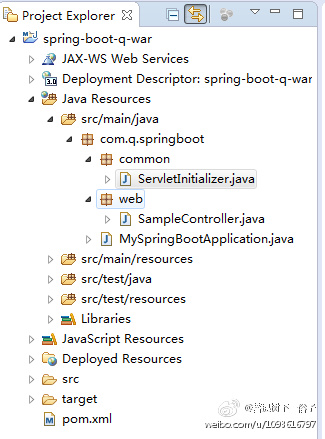 Project Explorer
spring-boot-q-war
JAX-WS Web Services
Deployment Descriptor: spring-boot-q-war
Java Resources
src/main/java
com.q.springboot
common
ServletInitializer.java
web
SampleController.java
MySpringBootApplication.java
src/main/resources
src/test/java
src/test/resources
Libraries
JavaScript Resources
Deployed Resources
src
target
pom.xml
weibo.com/u/1098616797